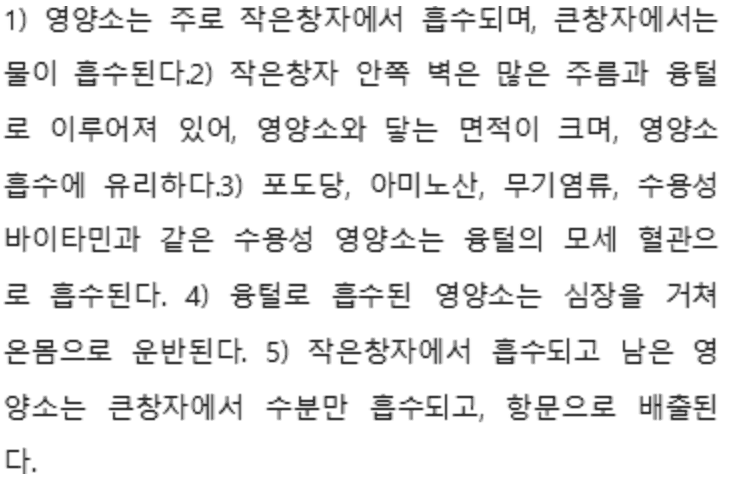 1) 영양소는 주로 작은창자에서 흡수되며, 큰창자에서는
물이 흡수된다.2) 작은창자 안쪽 벽은 많은 주름과 융털
로 이루어져 있어, 영양소와 닿는 면적이 크며, 영양소
흡수에 유리하다.3) 포도당, 아미노산, 무기염류, 수용성
바이타민과 같은 수용성 영양소는 융털의 모세 혈관으
로 흡수된다. 4) 융털로 흡수된 영양소는 심장을 거쳐
온몸으로 운반된다. 5) 작은창자에서 흡수되고 남은 영
양소는 큰창자에서 수분만 흡수되고, 항문으로 배출된
다.